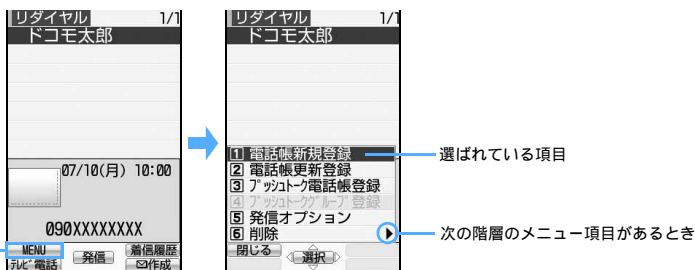 リダイヤル 1/1
ドコモ太郎
07/10(月) 10:00
090XXXXXXXX
MENU 発信 着信履歴
テレビ電話 ✉作成
リダイヤル 1/1
ドコモ太郎
1 電話帳新規登録
2 電話帳更新登録
3 プッシュトーク電話帳登録
4 プッシュトークグループ登録
5 発信オプション
6 削除
閉じる 選択
選ばれている項目
次の階層のメニュー項目があるとき